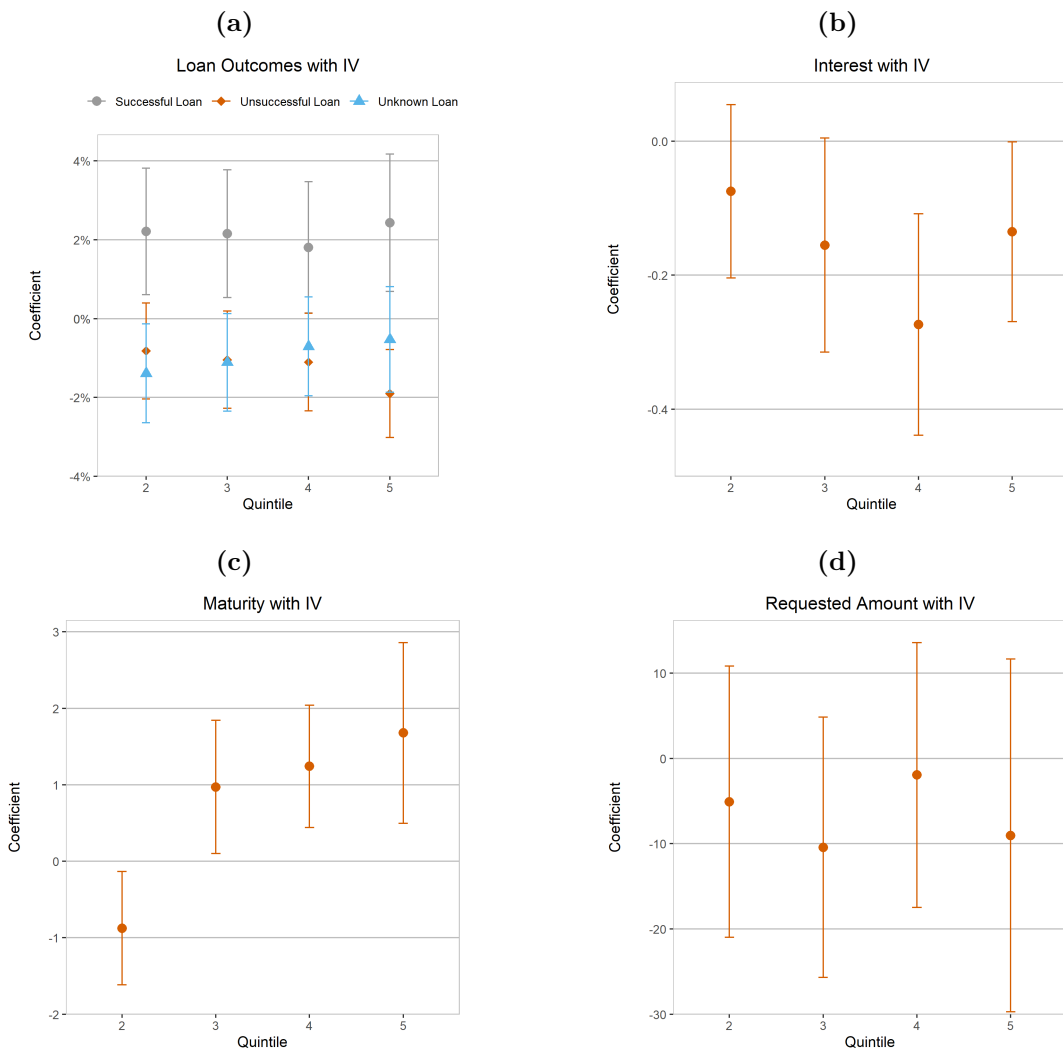 (a)
Loan Outcomes with IV
Successful Loan Unsuccessful Loan Unknown Loan
4%
2%
0%
-2%
-4%
Coefficient
2 3 4 5
Quintile
(b)
Interest with IV
0.0
-0.2
-0.4
Coefficient
2 3 4 5
Quintile
(c)
Maturity with IV
3
2
1
0
-1
-2
Coefficient
2 3 4 5
Quintile
(d)
Requested Amount with IV
10
0
-10
-20
-30
Coefficient
2 3 4 5
Quintile